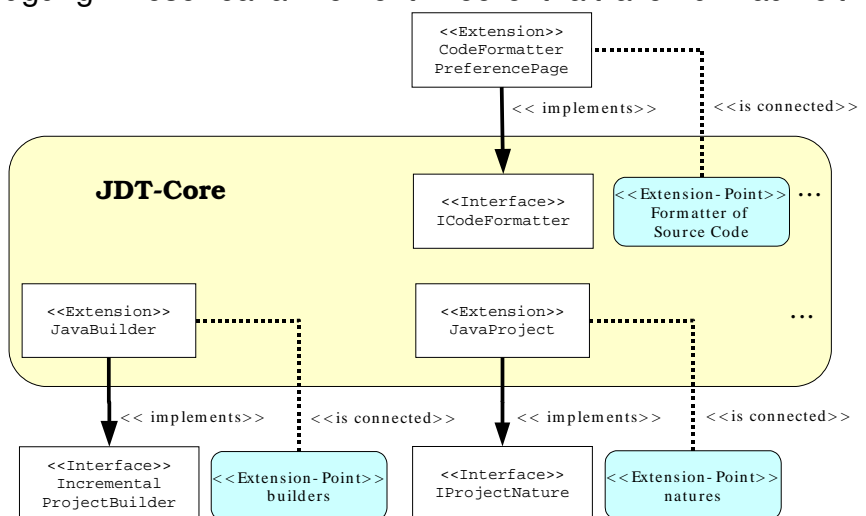 <<Extension>>
CodeFormatter
PreferencePage
<< implements>>
<<is connected>>
JDT-Core
<<Interface>>
ICodeFormatter
<<Extension-Point>>
Formatter of
Source Code
...
<<Extension>>
JavaBuilder
<<Extension>>
JavaProject
...
<< implements>>
<<is connected>>
<< implements>>
<<is connected>>
<<Interface>>
Incremental
ProjectBuilder
<<Extension-Point>>
builders
<<Interface>>
IProjectNature
<<Extension-Point>>
natures